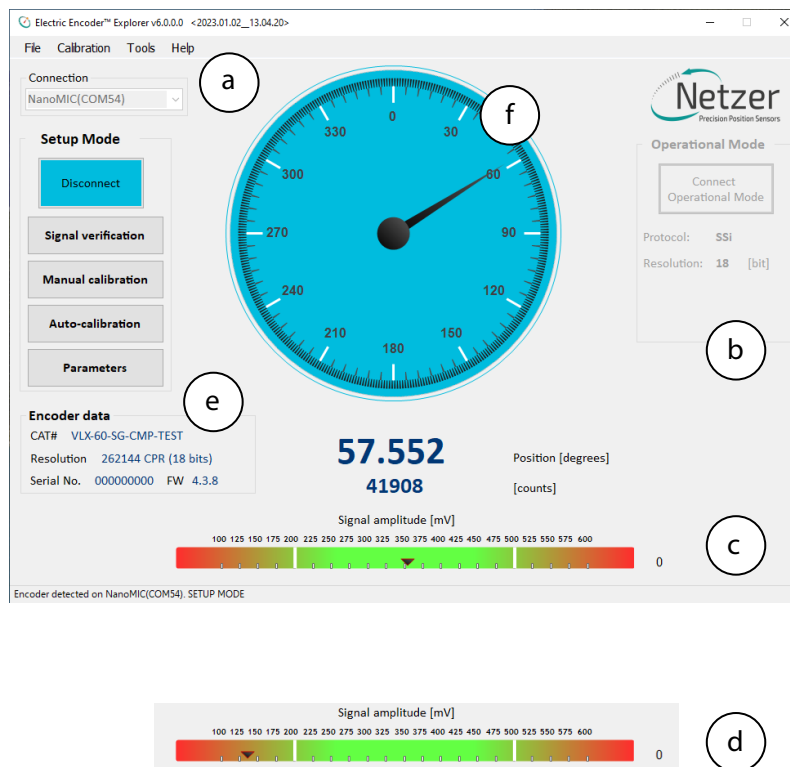 Electric Encoder™ Explorer v6.0.0.0 <2023.01.02__13.04.20>
File Calibration Tools Help
a
Connection
NanoMIC(COM54)
Netzer
Precision Position Sensors
f
0
30
60
90
120
150
180
210
240
270
300
330
Setup Mode
Disconnect
Signal verification
Manual calibration
Auto-calibration
Parameters
Operational Mode
Connect
Operational Mode
Protocol: SSi
Resolution: 18 [bit]
b
e
Encoder data
CAT# VLX-60-SG-CMP-TEST
Resolution 262144 CPR (18 bits)
Serial No. 000000000 FW 4.3.8
57.552 Position [degrees]
41908 [counts]
Signal amplitude [mV]
100 125 150 175 200 225 250 275 300 325 350 375 400 425 450 475 500 525 550 575 600
0
c
Encoder detected on NanoMIC(COM54). SETUP MODE
Signal amplitude [mV]
100 125 150 175 200 225 250 275 300 325 350 375 400 425 450 475 500 525 550 575 600
0
d